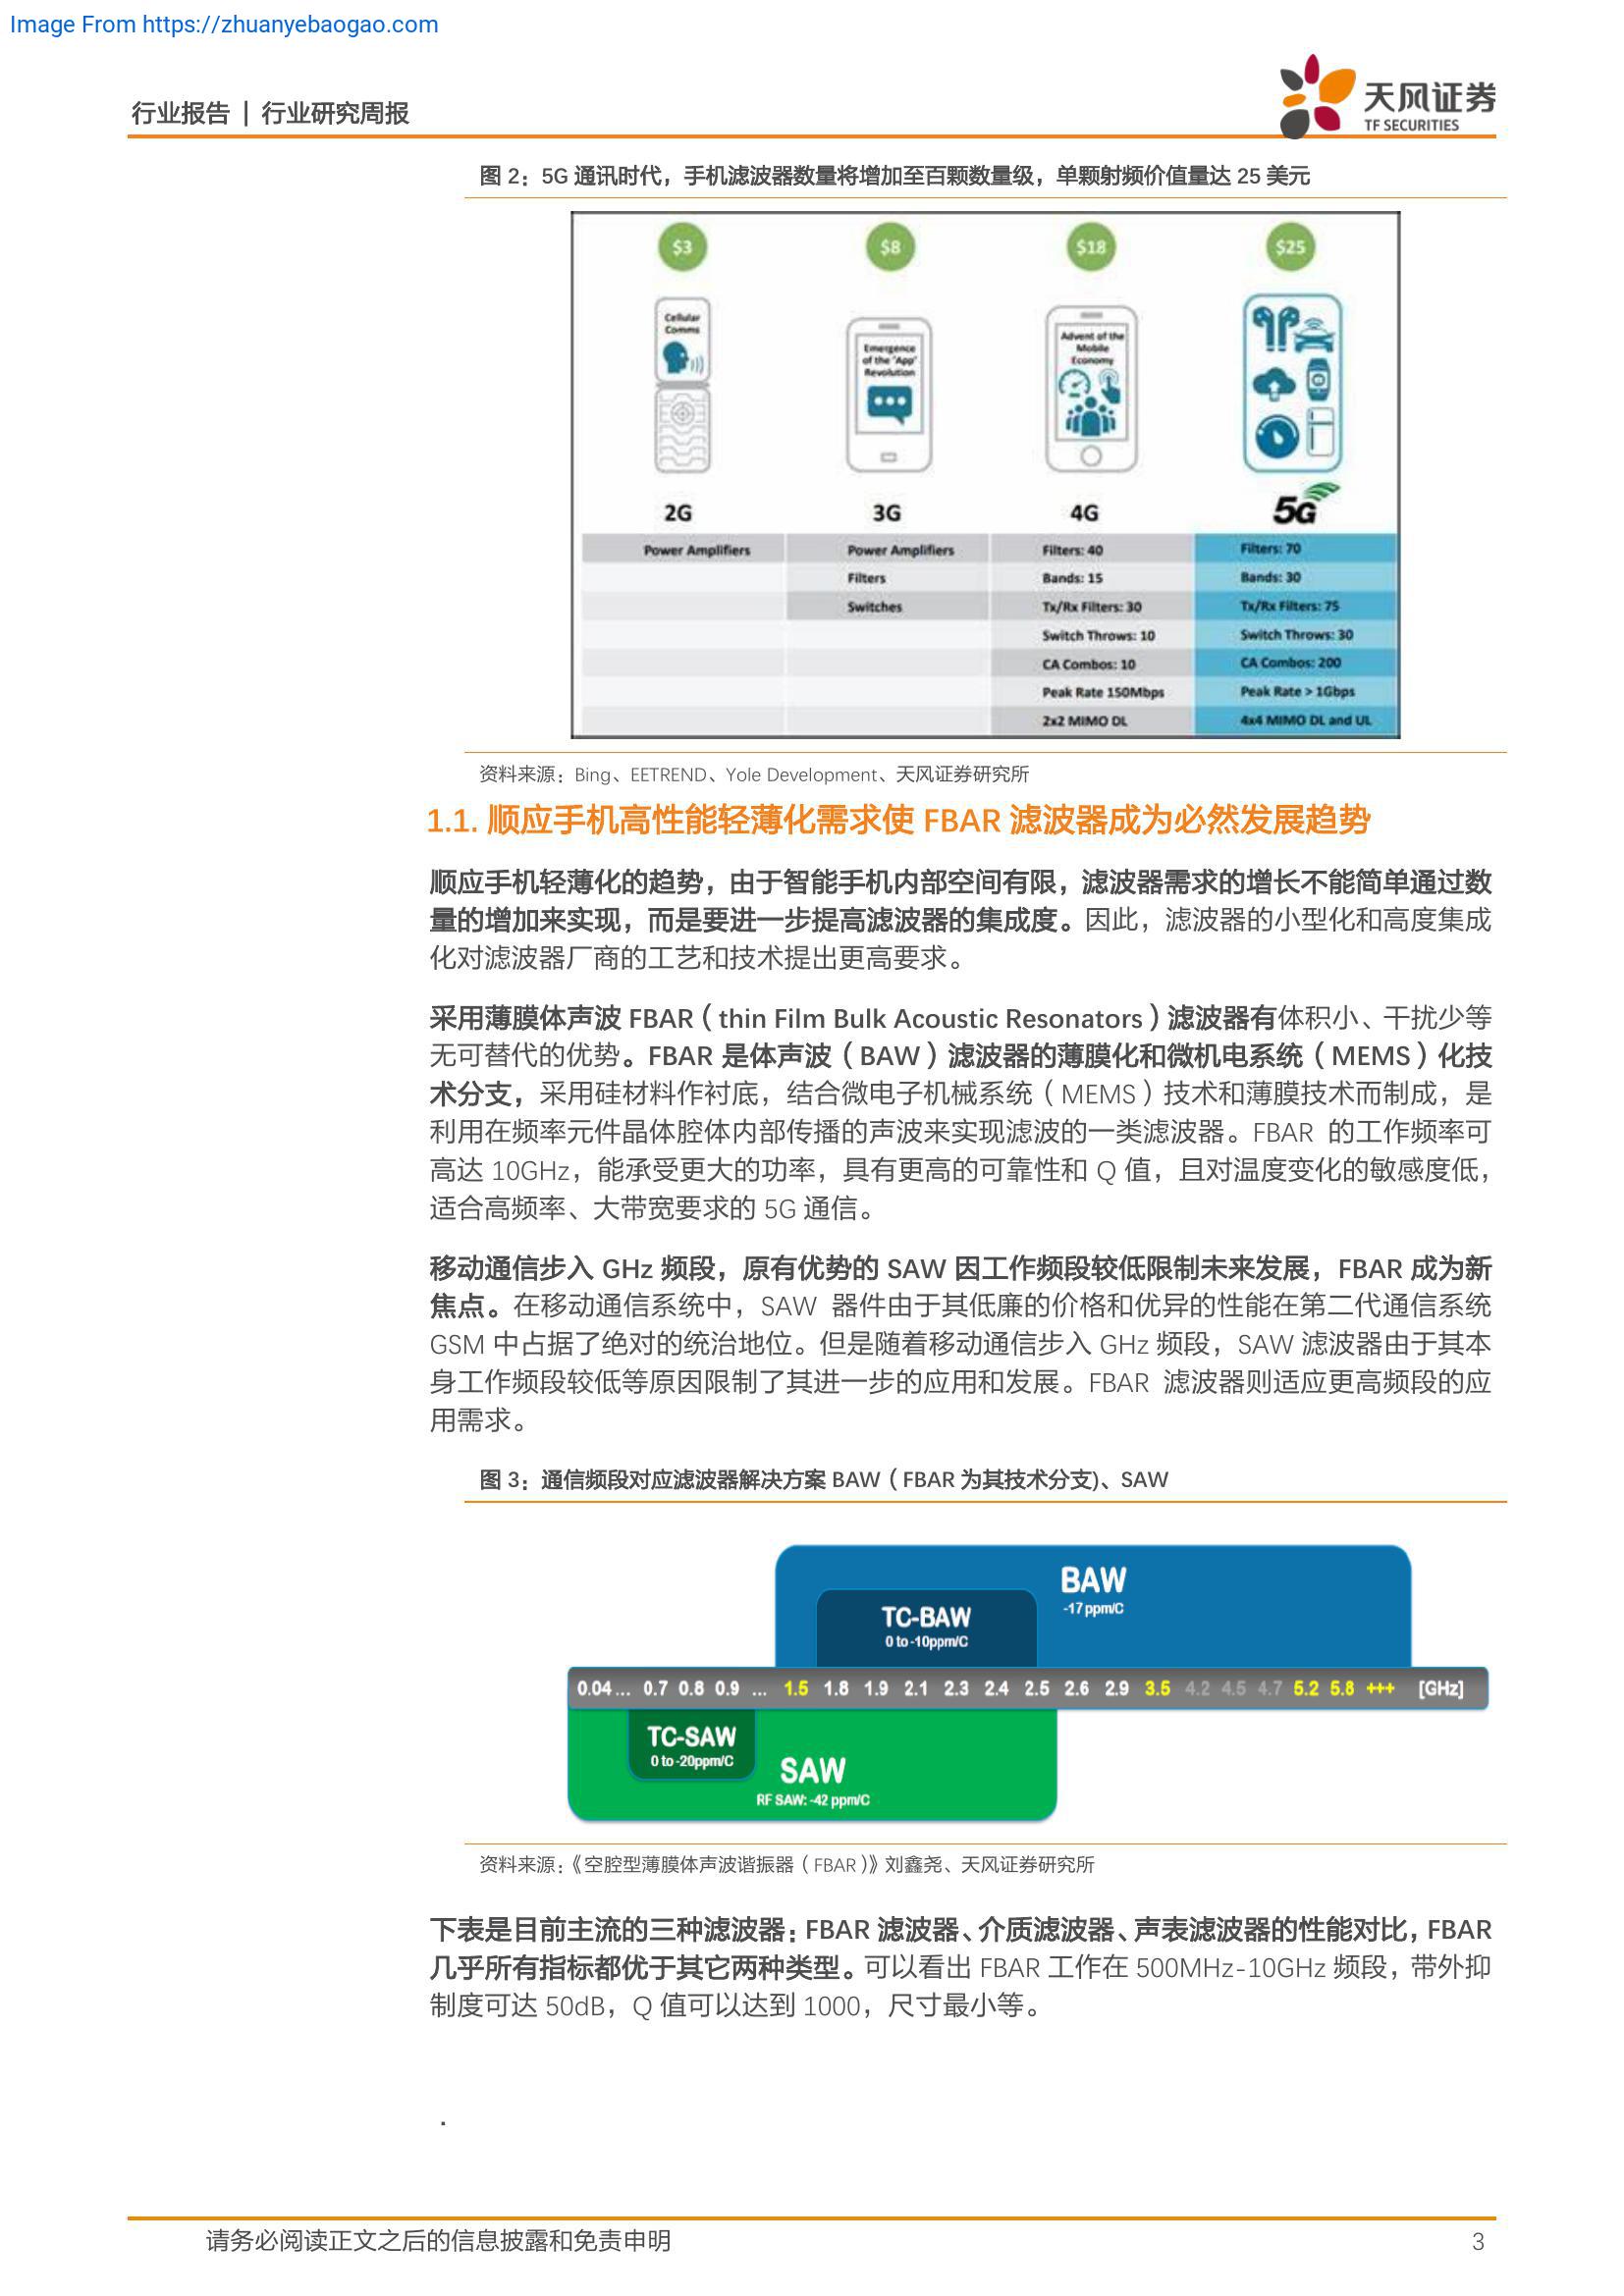 Image From https://zhuanyebaogao.com
行业报告 | 行业研究周报
天风证券
TF SECURITIES
图 2：5G 通讯时代，手机滤波器数量将增加至百颗数量级，单颗射频价值量达 25 美元
$3 $8 $18 $25
Cellular
Comms
Emergence
of the 'App'
Revolution
Advent of the
Mobile
Economy
2G 3G 4G 5G
Power Amplifiers Power Amplifiers Filters: 40 Filters: 70
Filters Bands: 15 Bands: 30
Switches Tx/Rx Filters: 30 Tx/Rx Filters: 75
Switch Throws: 10 Switch Throws: 30
CA Combos: 10 CA Combos: 200
Peak Rate 150Mbps Peak Rate > 1Gbps
2x2 MIMO DL 4x4 MIMO DL and UL
资料来源：Bing、EETREND、Yole Development、天风证券研究所
1.1. 顺应手机高性能轻薄化需求使 FBAR 滤波器成为必然发展趋势
顺应手机轻薄化的趋势，由于智能手机内部空间有限，滤波器需求的增长不能简单通过数
量的增加来实现，而是要进一步提高滤波器的集成度。因此，滤波器的小型化和高度集成
化对滤波器厂商的工艺和技术提出更高要求。
采用薄膜体声波 FBAR（thin Film Bulk Acoustic Resonators）滤波器有体积小、干扰少等
无可替代的优势。FBAR 是体声波（BAW）滤波器的薄膜化和微机电系统（MEMS）化技
术分支，采用硅材料作衬底，结合微电子机械系统（MEMS）技术和薄膜技术而制成，是
利用在频率元件晶体腔体内部传播的声波来实现滤波的一类滤波器。FBAR 的工作频率可
高达 10GHz，能承受更大的功率，具有更高的可靠性和 Q 值，且对温度变化的敏感度低，
适合高频率、大带宽要求的 5G 通信。
移动通信步入 GHz 频段，原有优势的 SAW 因工作频段较低限制未来发展，FBAR 成为新
焦点。在移动通信系统中，SAW 器件由于其低廉的价格和优异的性能在第二代通信系统
GSM 中占据了绝对的统治地位。但是随着移动通信步入 GHz 频段，SAW 滤波器由于其本
身工作频段较低等原因限制了其进一步的应用和发展。FBAR 滤波器则适应更高频段的应
用需求。
图 3：通信频段对应滤波器解决方案 BAW（FBAR 为其技术分支)、SAW
BAW
-17 ppm/C
TC-BAW
0 to -10ppm/C
0.04 ... 0.7 0.8 0.9 ... 1.5 1.8 1.9 2.1 2.3 2.4 2.5 2.6 2.9 3.5 4.2 4.5 4.7 5.2 5.8 +++ [GHz]
TC-SAW
0 to -20ppm/C
SAW
RF SAW: -42 ppm/C
资料来源：《空腔型薄膜体声波谐振器（FBAR）》刘鑫尧、天风证券研究所
下表是目前主流的三种滤波器：FBAR 滤波器、介质滤波器、声表滤波器的性能对比，FBAR
几乎所有指标都优于其它两种类型。可以看出 FBAR 工作在 500MHz-10GHz 频段，带外抑
制度可达 50dB，Q 值可以达到 1000，尺寸最小等。
.
请务必阅读正文之后的信息披露和免责申明 3